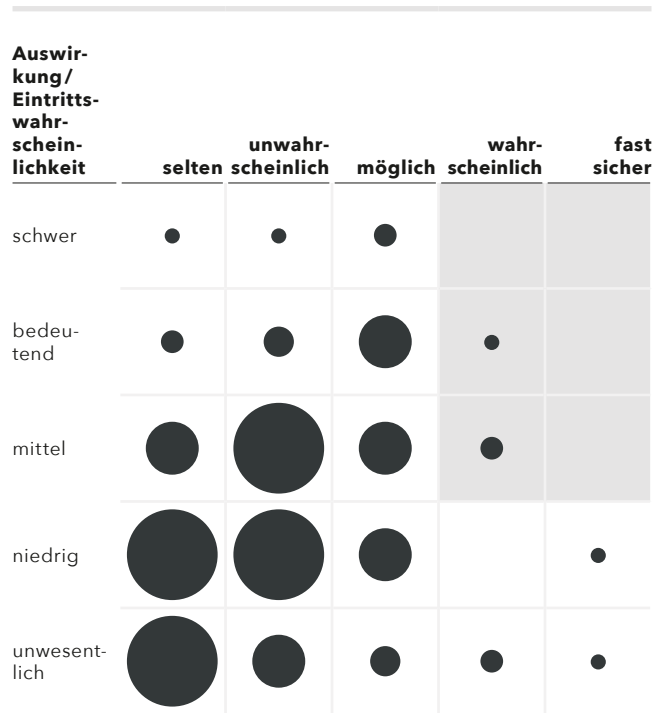 Auswir-
kung /
Eintritts-
wahr-
schein-
lichkeit
selten
unwahr-
scheinlich
möglich
wahr-
scheinlich
fast
sicher
schwer
bedeu-
tend
mittel
niedrig
unwesent-
lich